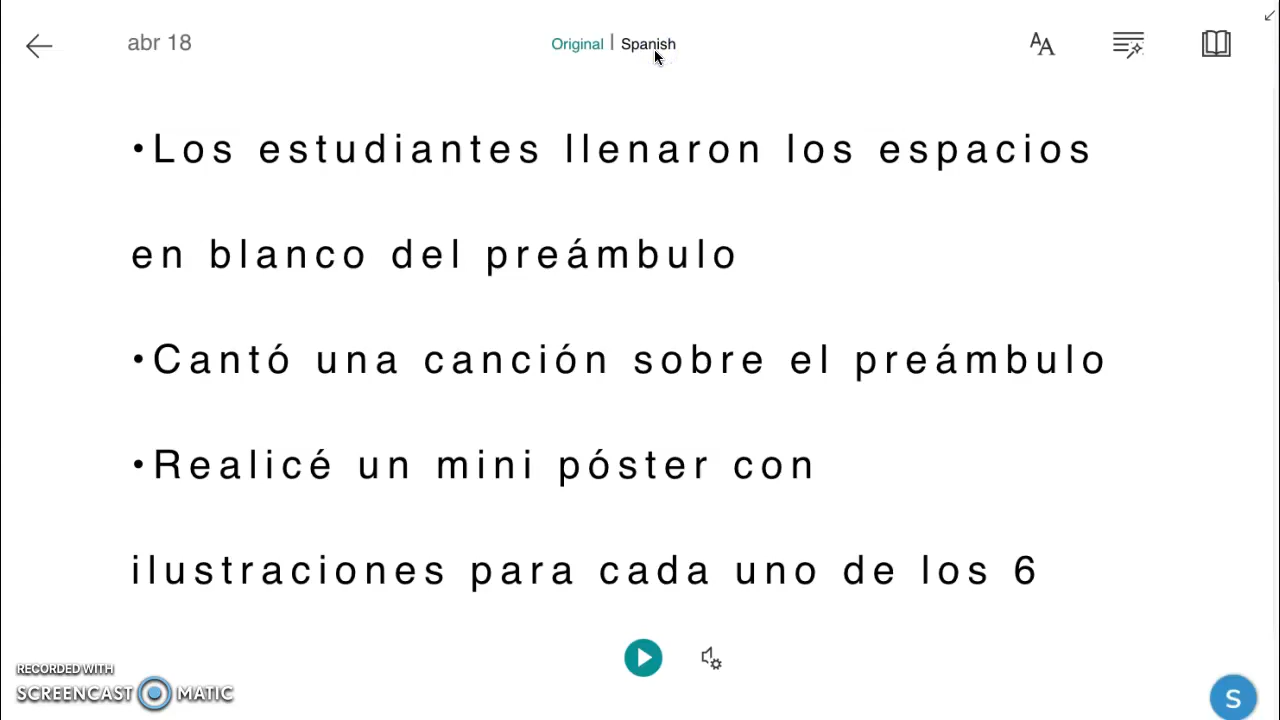 abr 18
Original | Spanish
•Los estudiantes llenaron los espacios
en blanco del preámbulo
•Cantó una canción sobre el preámbulo
•Realicé un mini póster con
ilustraciones para cada uno de los 6
RECORDED WITH
SCREENCAST MATIC
S